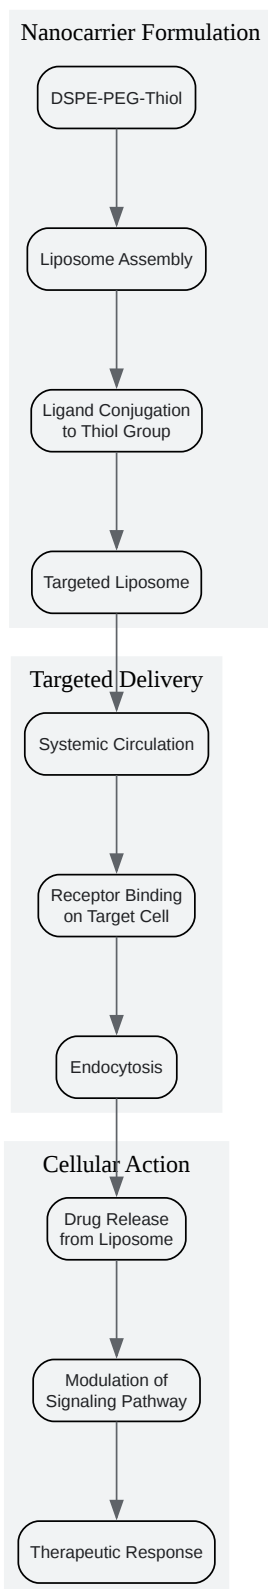 Nanocarrier Formulation
DSPE-PEG-Thiol
Liposome Assembly
Ligand Conjugation
to Thiol Group
Targeted Liposome
Targeted Delivery
Systemic Circulation
Receptor Binding
on Target Cell
Endocytosis
Cellular Action
Drug Release
from Liposome
Modulation of
Signaling Pathway
Therapeutic Response